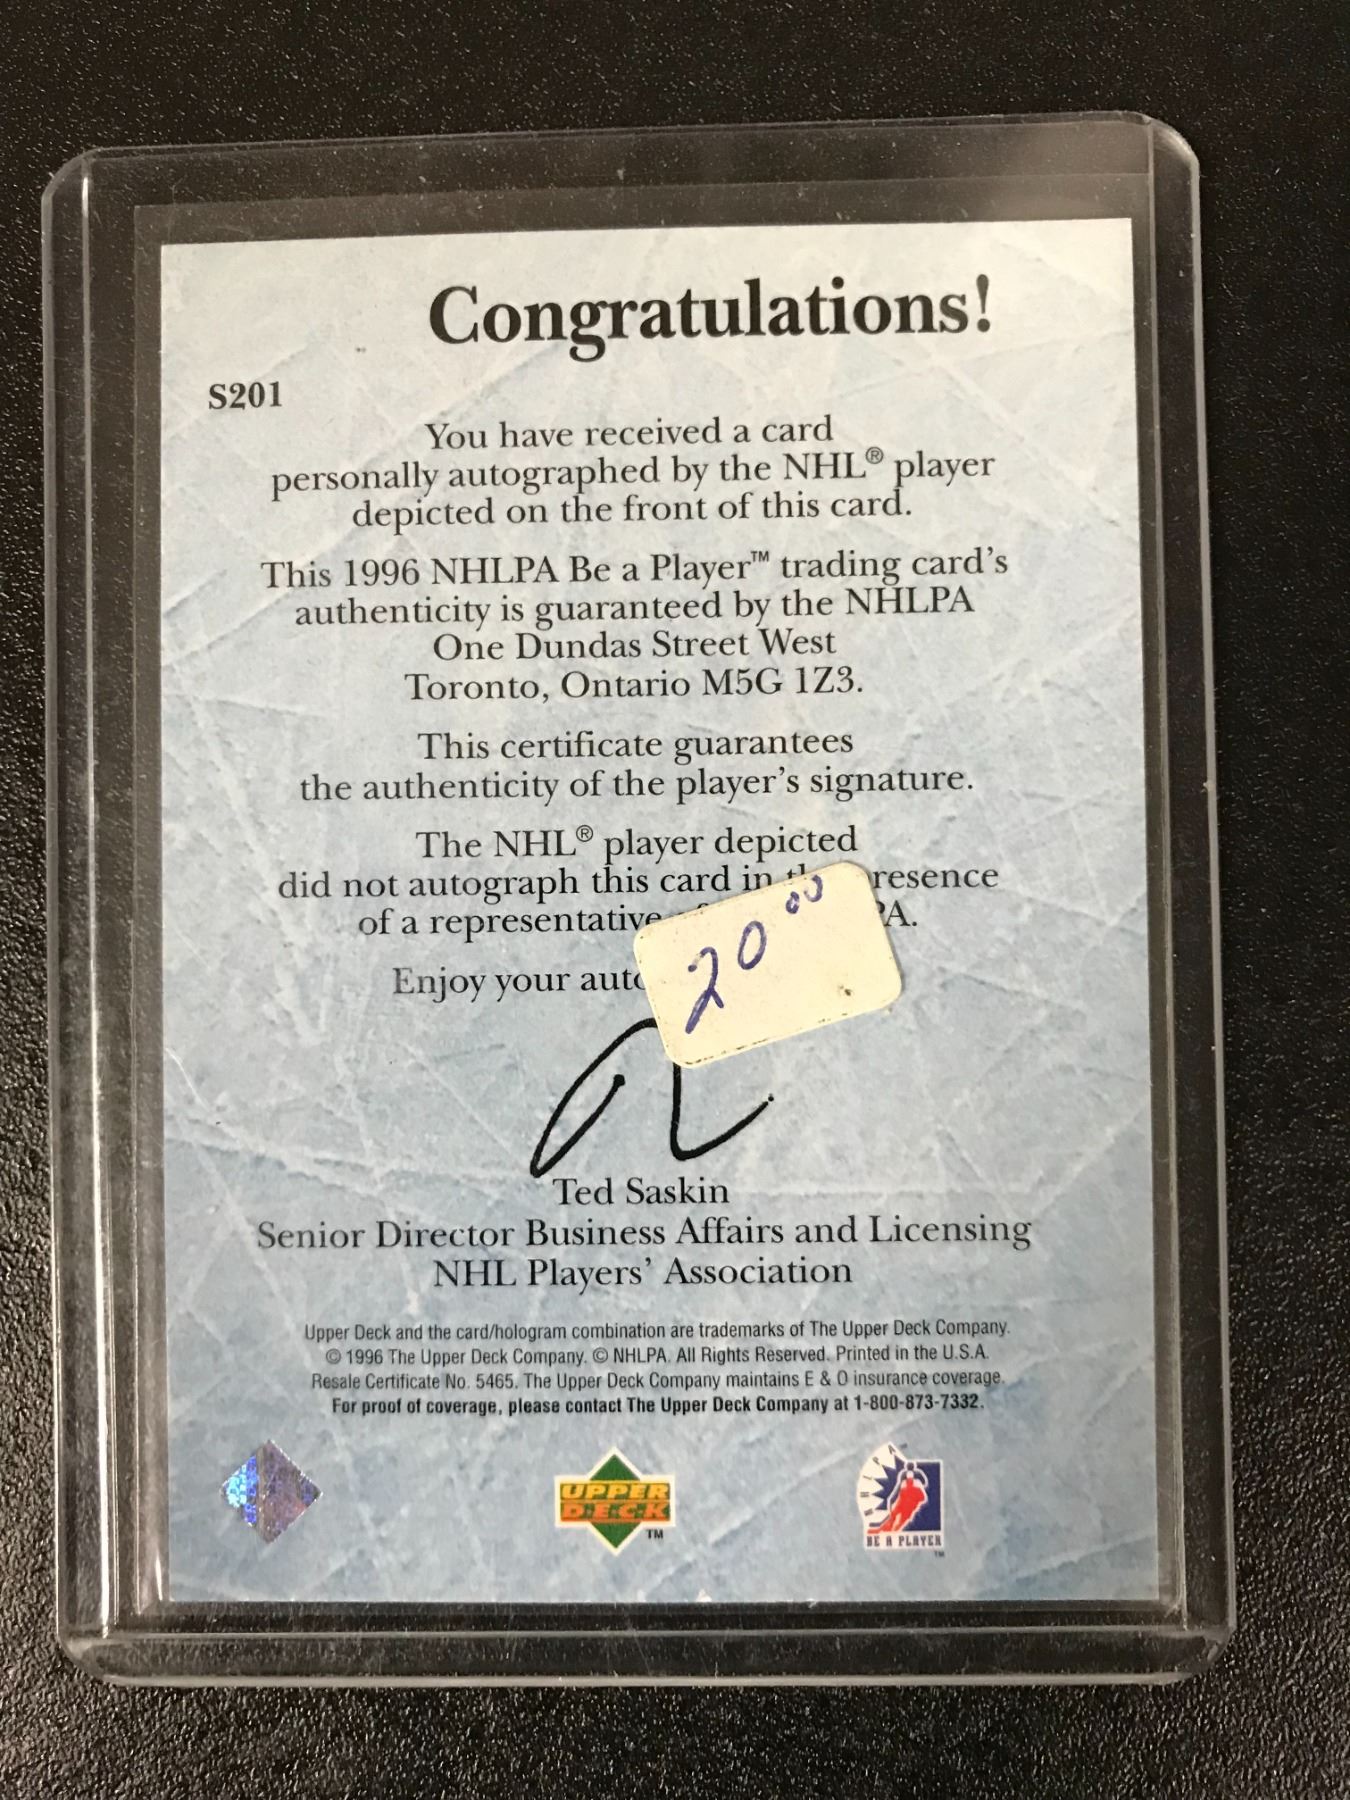 Congratulations!
S201
You have received a card
personally autographed by the NHL® player
depicted on the front of this card.
This 1996 NHLPA Be a Player™ trading card's
authenticity is guaranteed by the NHLPA
One Dundas Street West
Toronto, Ontario M5G 1Z3.
This certificate guarantees
the authenticity of the player's signature.
The NHL® player depicted
did not autograph this card in
of a representative
Enjoy your
20 00
Ted Saskin
Senior Director Business Affairs and Licensing
NHL Players' Association
Upper Deck and the card/hologram combination are trademarks of The Upper Deck Company.
© 1996 The Upper Deck Company. © NHLPA. All Rights Reserved. Printed in the U.S.A.
Resale Certificate No. 5465. The Upper Deck Company maintains E & O insurance coverage.
For proof of coverage, please contact The Upper Deck Company at 1-800-873-7332.
UPPER
DECK
™
NHLPA
BE A PLAYER
™